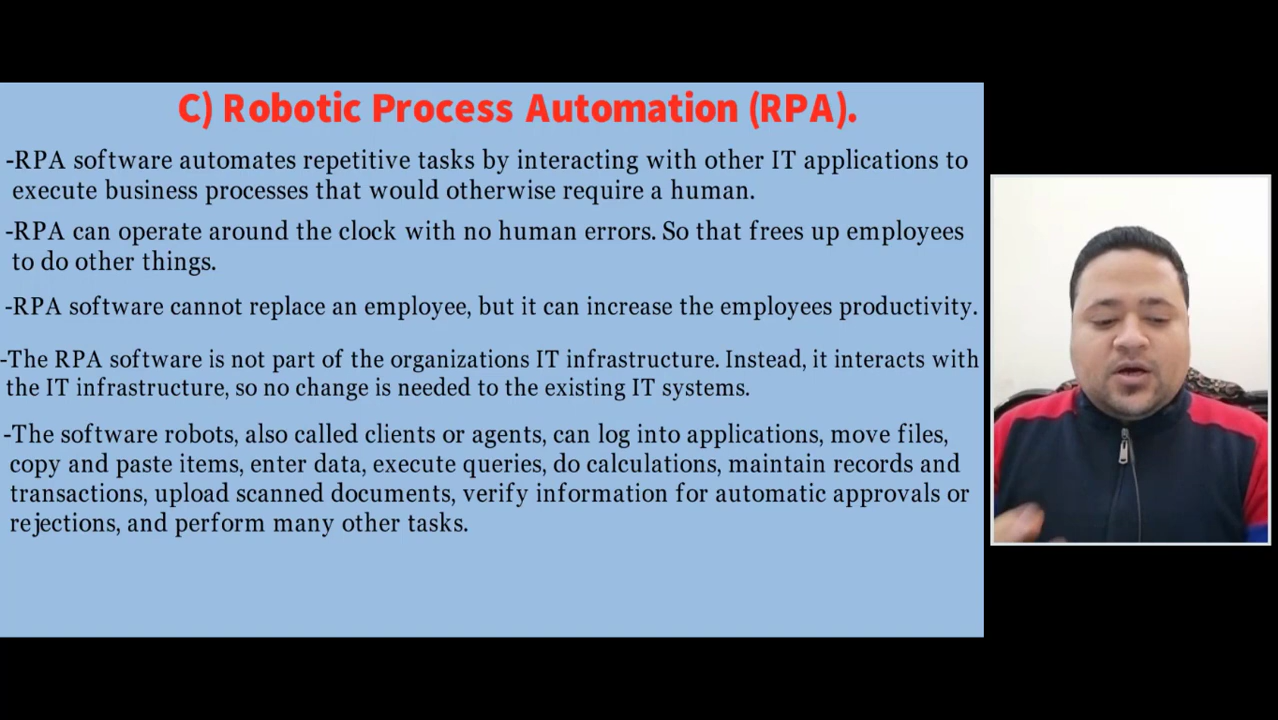 C) Robotic Process Automation (RPA).
-RPA software automates repetitive tasks by interacting with other IT applications to
execute business processes that would otherwise require a human.
-RPA can operate around the clock with no human errors. So that frees up employees
to do other things.
-RPA software cannot replace an employee, but it can increase the employees productivity.
-The RPA software is not part of the organizations IT infrastructure. Instead, it interacts with
the IT infrastructure, so no change is needed to the existing IT systems.
-The software robots, also called clients or agents, can log into applications, move files,
copy and paste items, enter data, execute queries, do calculations, maintain records and
transactions, upload scanned documents, verify information for automatic approvals or
rejections, and perform many other tasks.